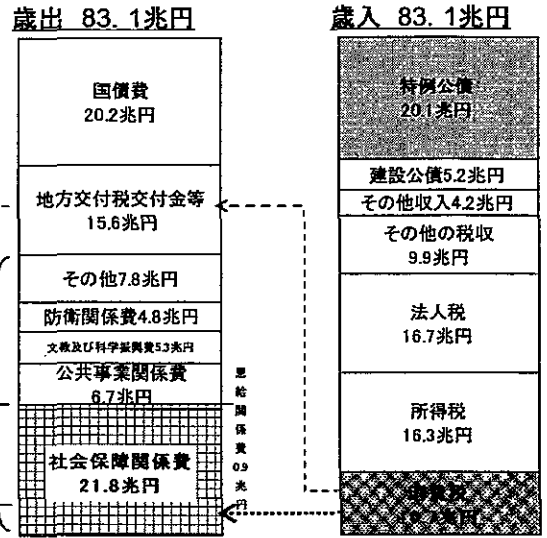 歳出 83.1兆円
国債費
20.2兆円
地方交付税交付金等
15.6兆円
その他7.8兆円
防衛関係費4.8兆円
文教及び科学振興費5.3兆円
公共事業関係費
6.7兆円
社会保障関係費
21.8兆円
恩給関係費0.9兆円
歳入 83.1兆円
特例公債
20.1兆円
建設公債5.2兆円
その他収入4.2兆円
その他の税収
9.9兆円
法人税
16.7兆円
所得税
16.3兆円
消費税